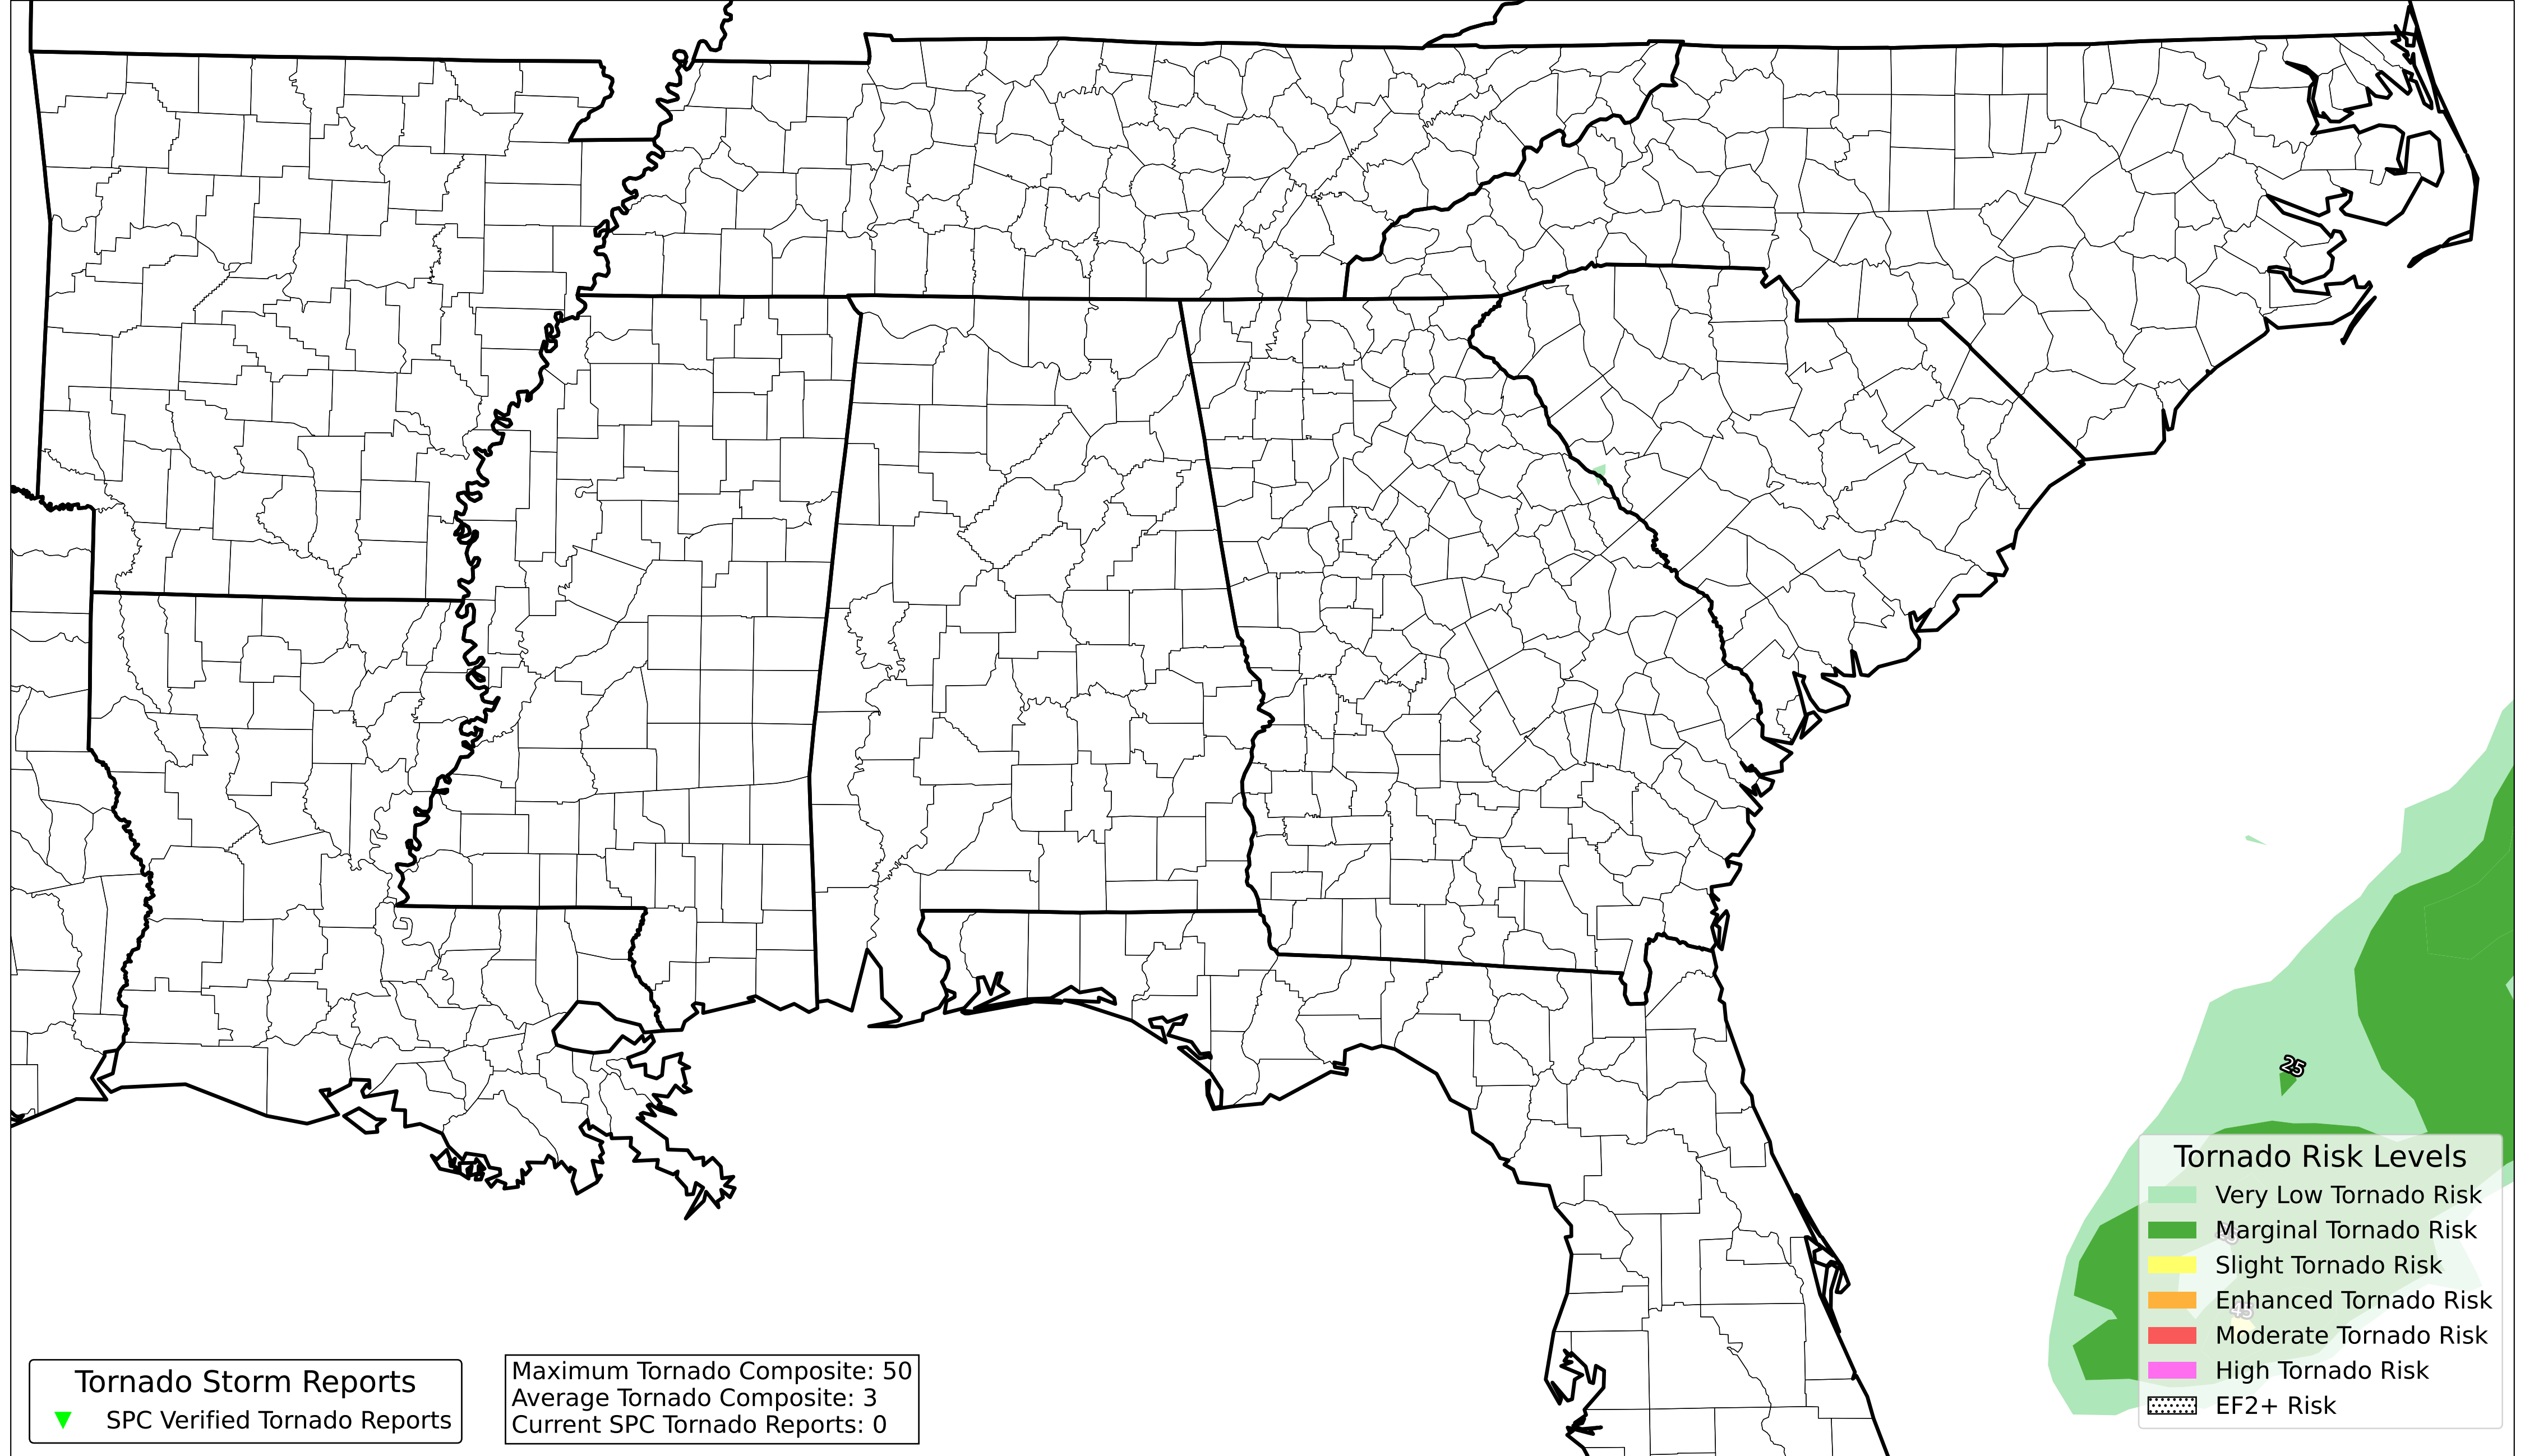 25
Tornado Risk Levels
Very Low Tornado Risk
Marginal Tornado Risk
Slight Tornado Risk
Enhanced Tornado Risk
Moderate Tornado Risk
High Tornado Risk
EF2+ Risk
45
Tornado Storm Reports
SPC Verified Tornado Reports
Maximum Tornado Composite: 50
Average Tornado Composite: 3
Current SPC Tornado Reports: 0